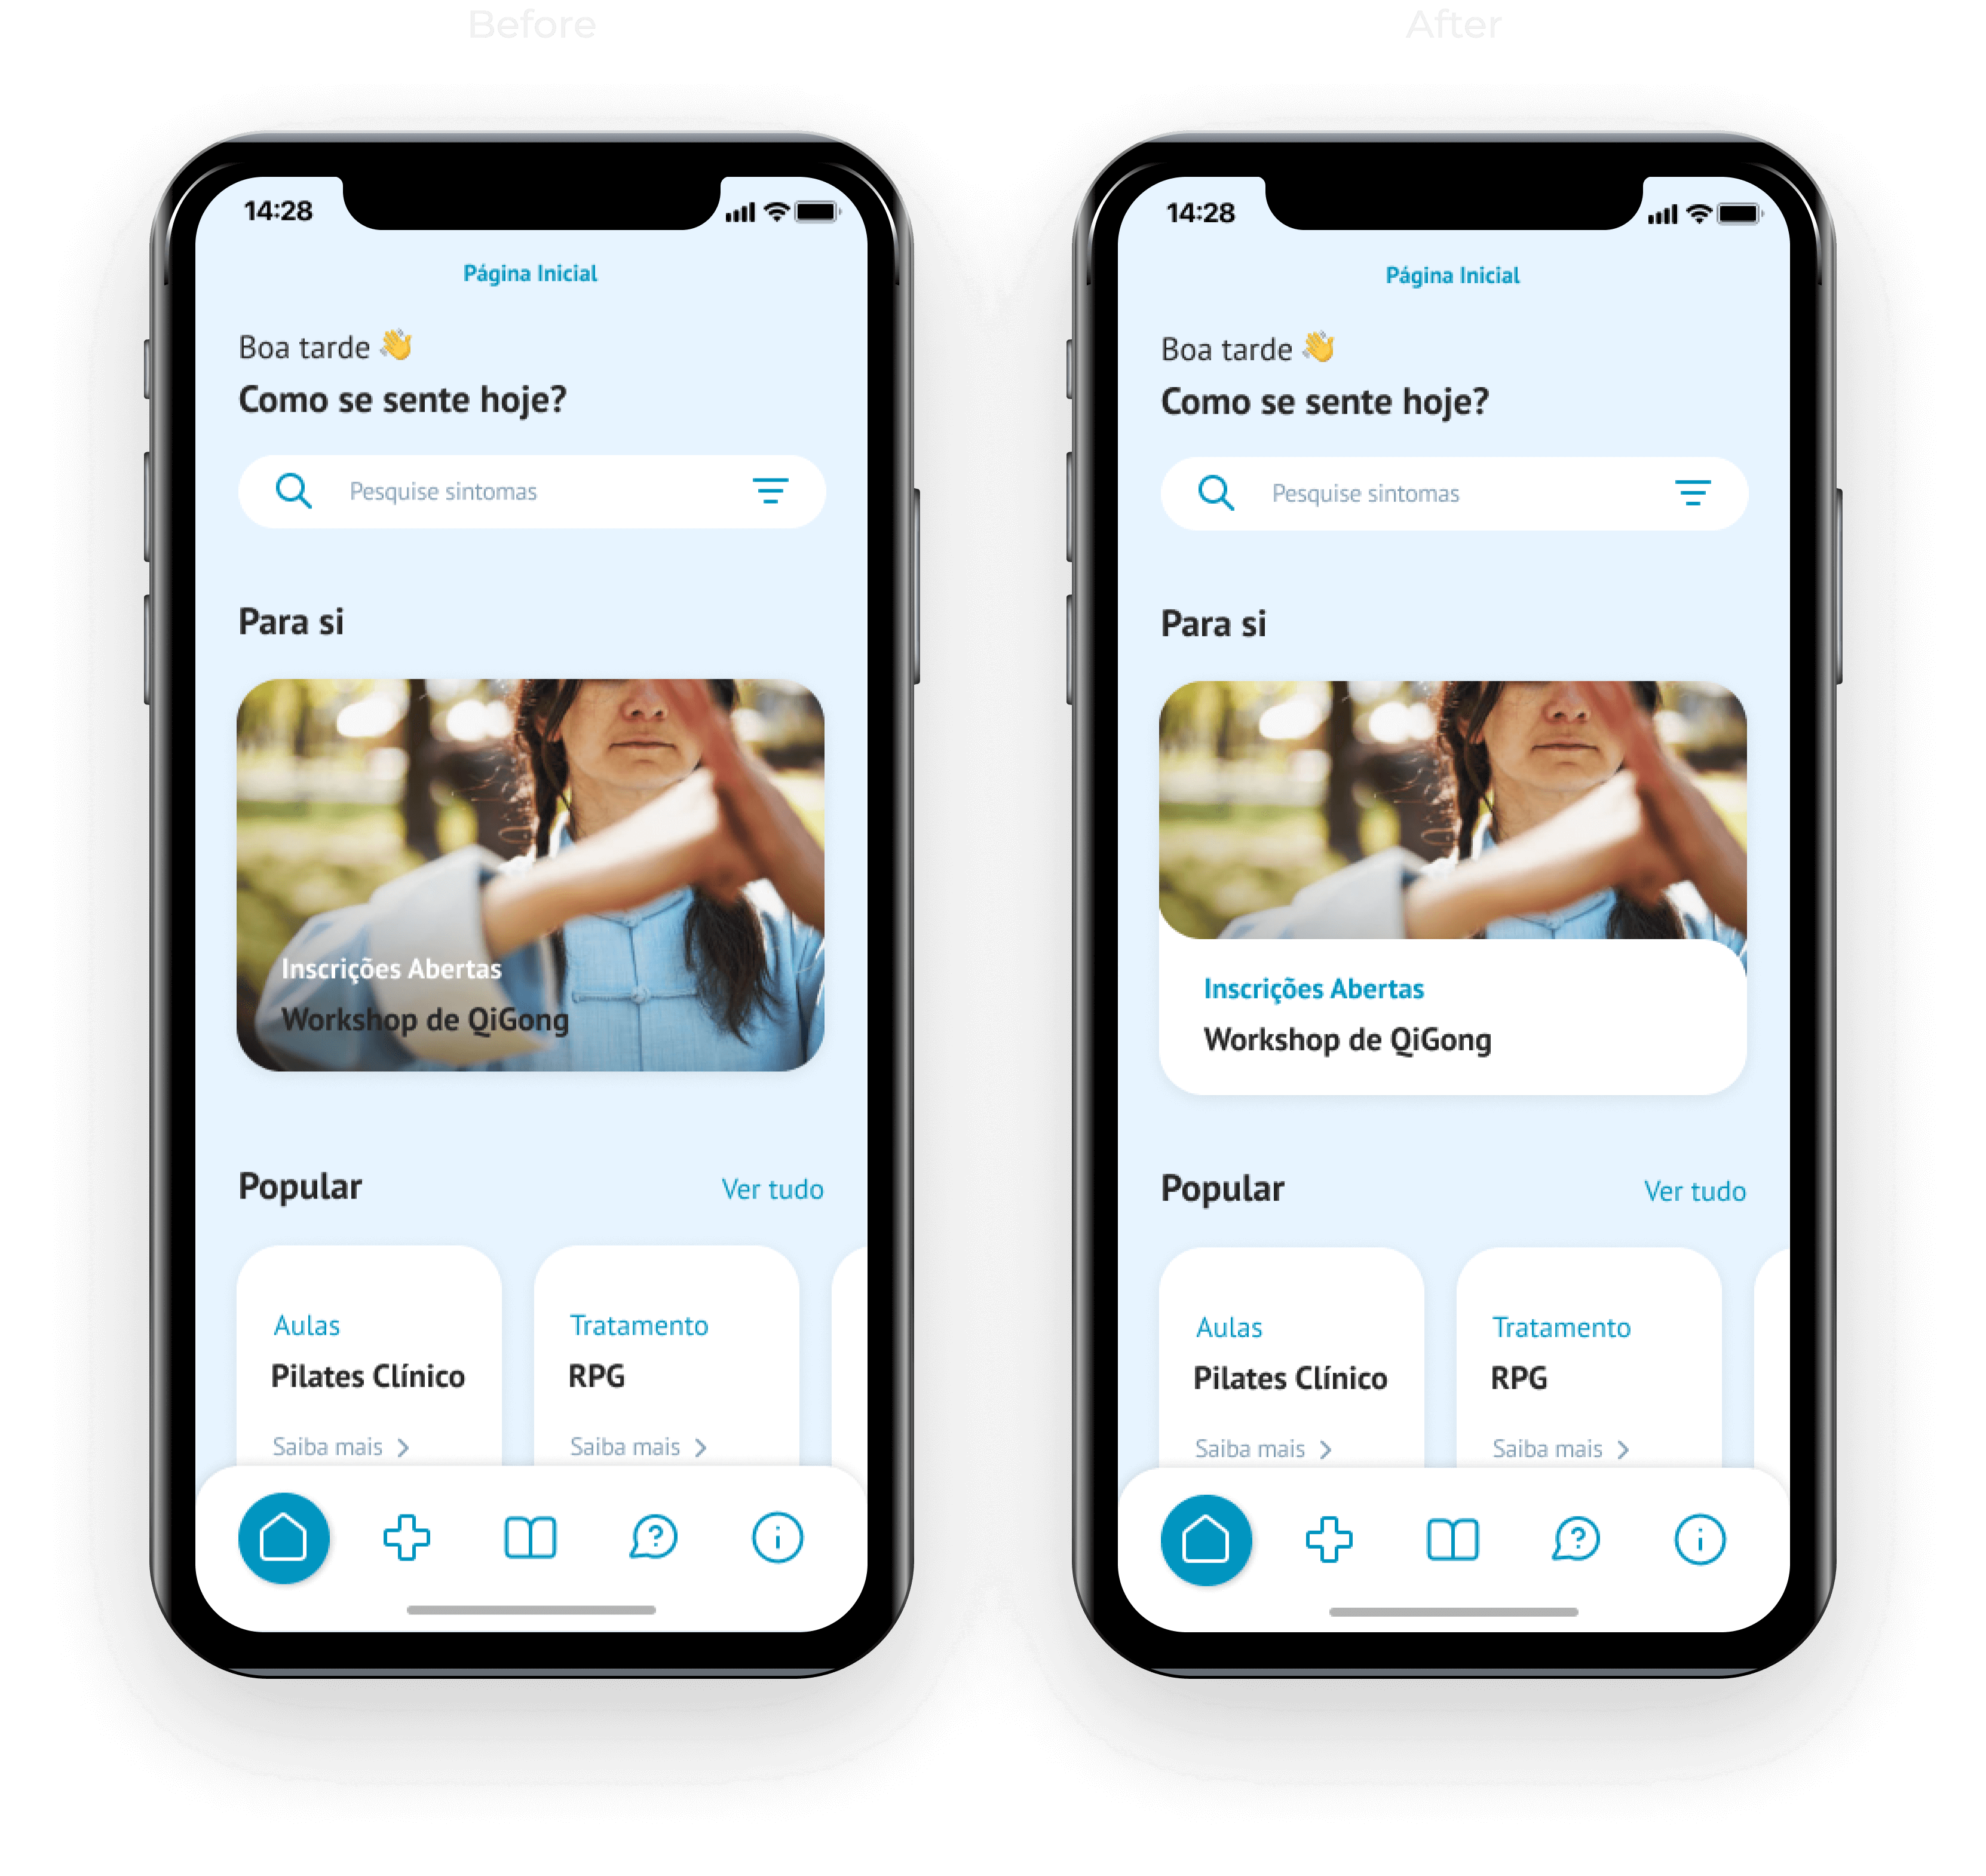 Before
14:28
Página Inicial
Boa tarde 👋
Como se sente hoje?
Pesquise sintomas
Para si
Inscrições Abertas
Workshop de QiGong
Popular
Ver tudo
Aulas
Pilates Clínico
Saiba mais
Tratamento
RPG
Saiba mais
After
14:28
Página Inicial
Boa tarde 👋
Como se sente hoje?
Pesquise sintomas
Para si
Inscrições Abertas
Workshop de QiGong
Popular
Ver tudo
Aulas
Pilates Clínico
Saiba mais
Tratamento
RPG
Saiba mais